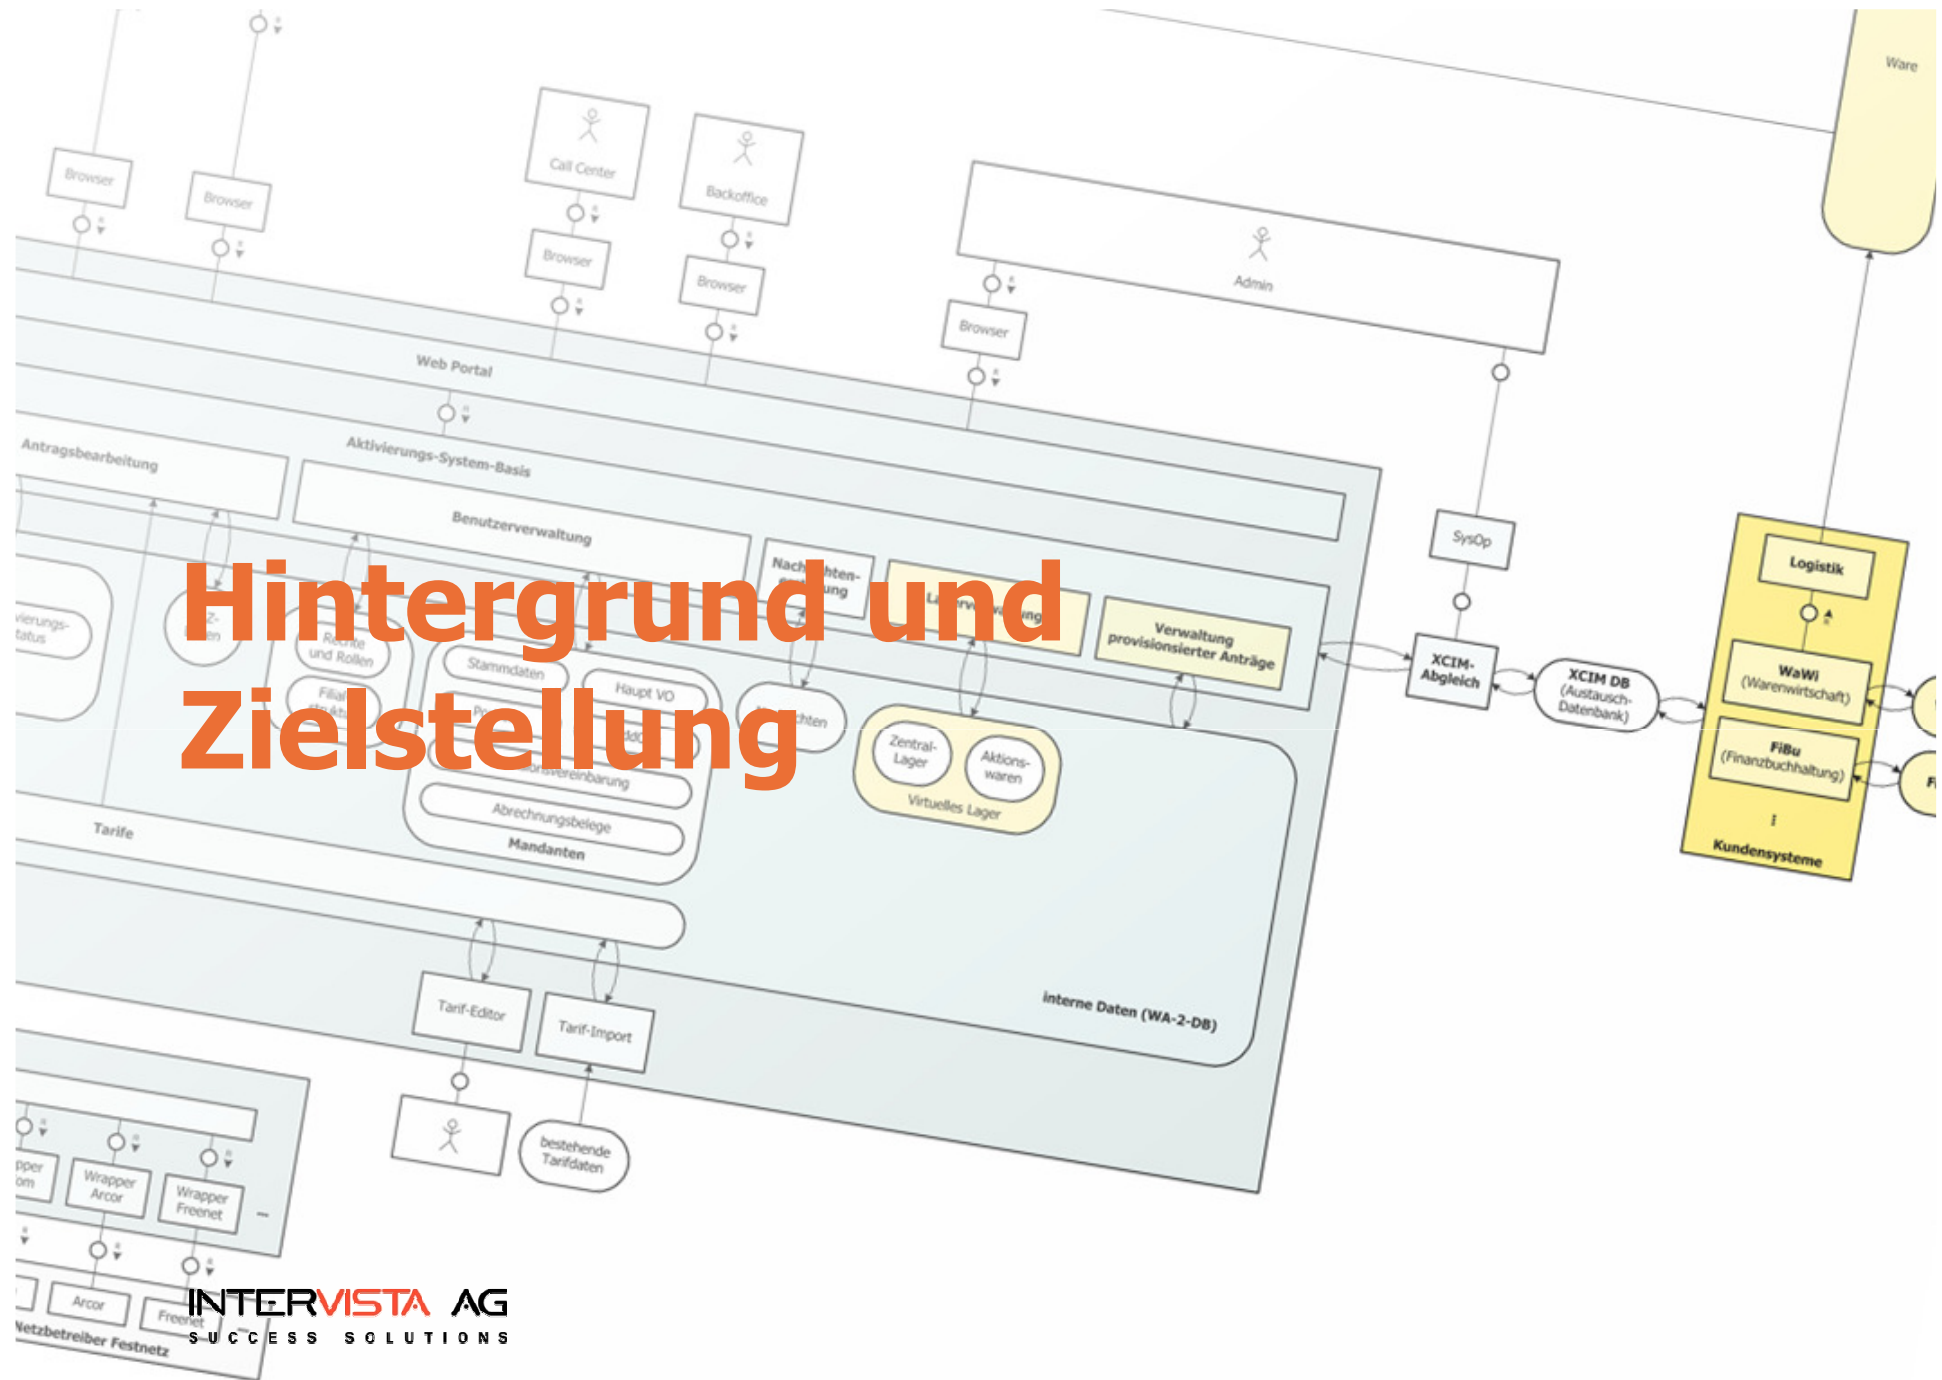 Ware
Call Center
Backoffice
Browser
Browser
Browser
Browser
Admin
Browser
Web Portal
Aktivierungs-System-Basis
Antragsbearbeitung
Benutzerverwaltung
SysOp
Logistik
Hintergrund und
Zielstellung
Rechte
und Rollen
Stammdaten
Haupt VO
Abrechnungsbelege
Mandanten
Zentral-
Lager
Aktions-
waren
Virtuelles Lager
Verwaltung
provisionierter Anträge
XCIM-
Abgleich
XCIM DB
(Austausch-
Datenbank)
WaWi
(Warenwirtschaft)
FiBu
(Finanzbuchhaltung)
Kundensysteme
Tarife
interne Daten (WA-2-DB)
Tarif-Editor
Tarif-Import
bestehende
Tarifdaten
Wrapper
Arcor
Wrapper
Freenet
Arcor
Freenet
Netzbetreiber Festnetz
INTERVISTA AG
SUCCESS SOLUTIONS